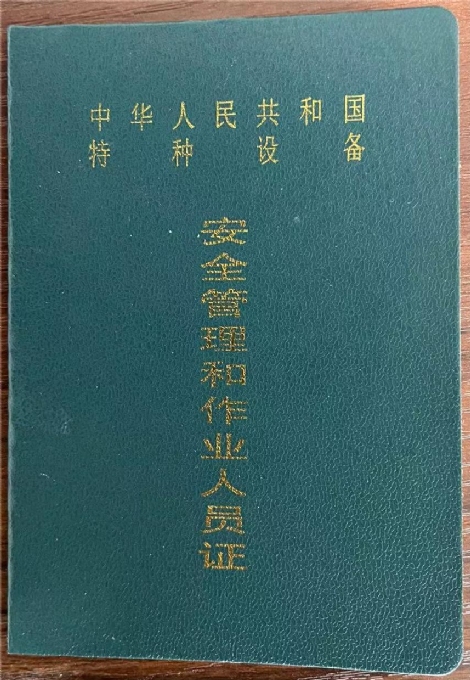 中华人民共和国
特种设备
安全管理和作业人员证